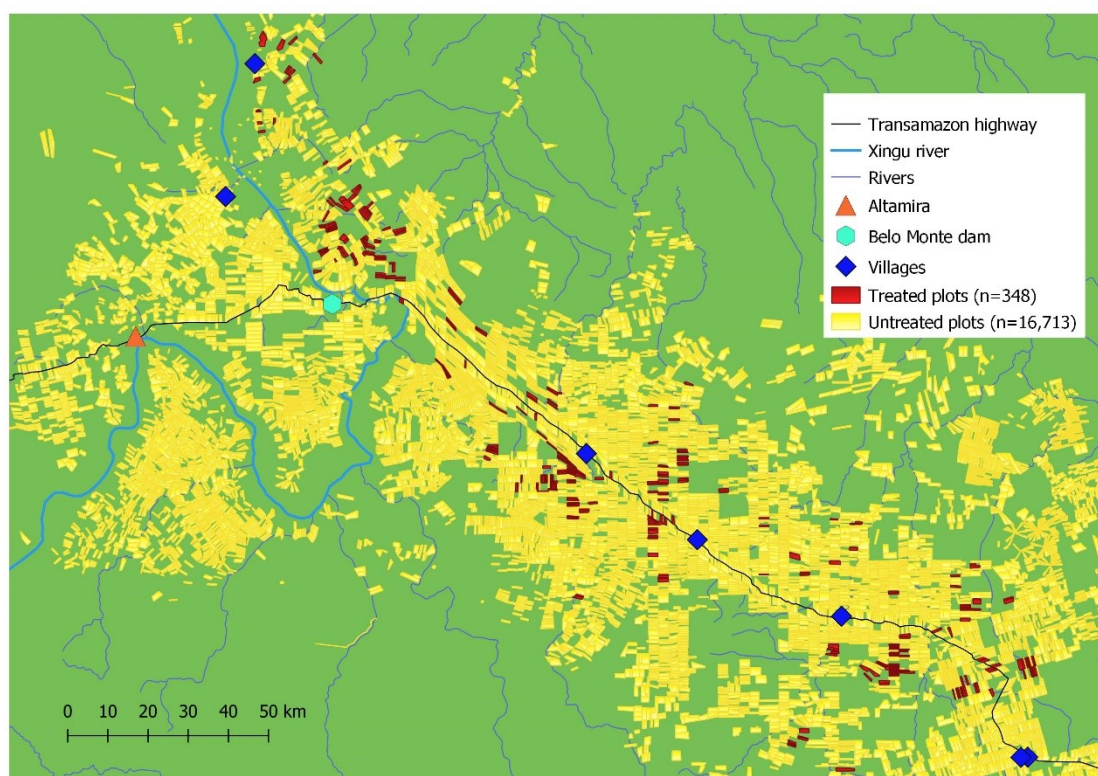 Transamazon highway
Xingu river
Rivers
Altamira
Belo Monte dam
Villages
Treated plots (n=348)
Untreated plots (n=16,713)
0 10 20 30 40 50 km